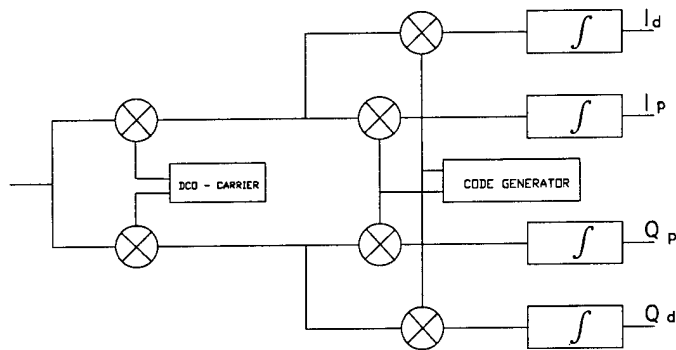 ∫ I d
∫ I p
DCO - CARRIER
CODE GENERATOR
∫ Q p
∫ Q d